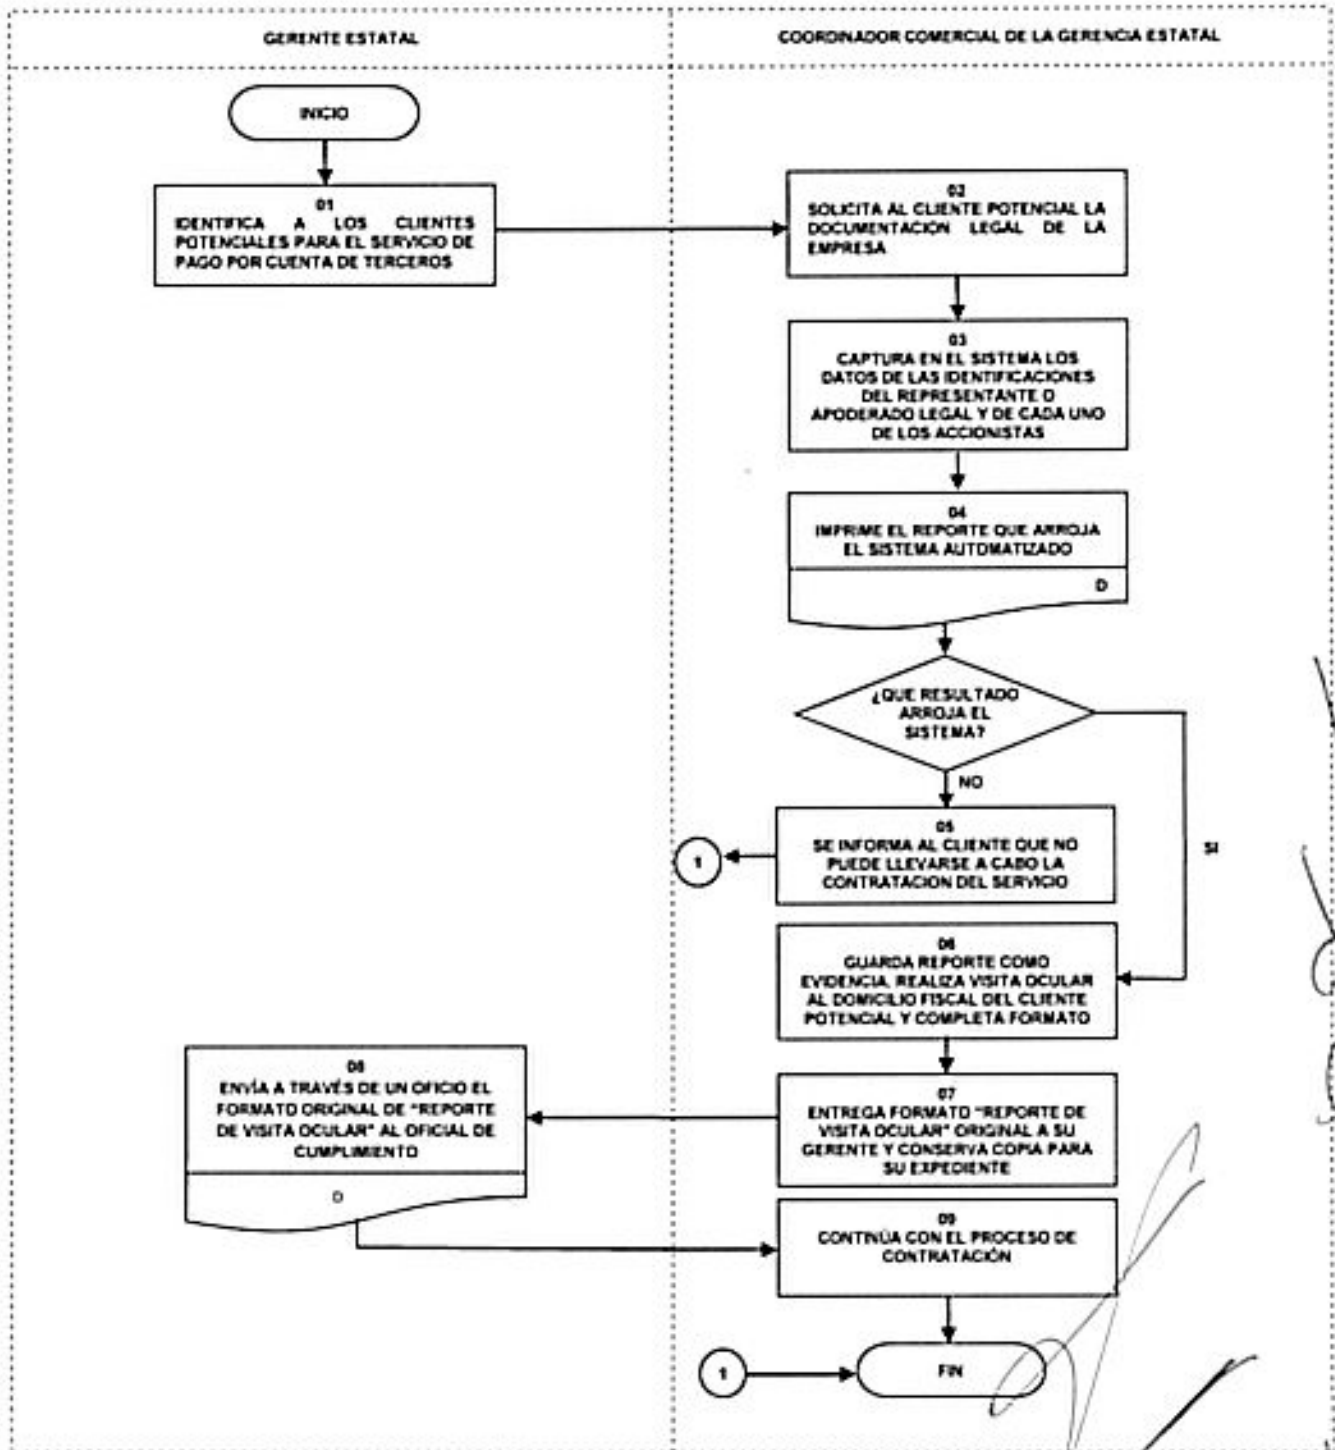 GERENTE ESTATAL
COORDINADOR COMERCIAL DE LA GERENCIA ESTATAL
INICIO
01
IDENTIFICA A LOS CLIENTES
POTENCIALES PARA EL SERVICIO DE
PAGO POR CUENTA DE TERCEROS
02
SOLICITA AL CLIENTE POTENCIAL LA
DOCUMENTACION LEGAL DE LA
EMPRESA
03
CAPTURA EN EL SISTEMA LOS
DATOS DE LAS IDENTIFICACIONES
DEL REPRESENTANTE O
APODERADO LEGAL Y DE CADA UNO
DE LOS ACCIONISTAS
04
IMPRIME EL REPORTE QUE ARROJA
EL SISTEMA AUTOMATIZADO
D
¿QUE RESULTADO
ARROJA EL
SISTEMA?
NO
SI
05
SE INFORMA AL CLIENTE QUE NO
PUEDE LLEVARSE A CABO LA
CONTRATACION DEL SERVICIO
1
06
GUARDA REPORTE COMO
EVIDENCIA, REALIZA VISITA OCULAR
AL DOMICILIO FISCAL DEL CLIENTE
POTENCIAL Y COMPLETA FORMATO
07
ENTREGA FORMATO "REPORTE DE
VISITA OCULAR" ORIGINAL A SU
GERENTE Y CONSERVA COPIA PARA
SU EXPEDIENTE
08
ENVÍA A TRAVÉS DE UN OFICIO EL
FORMATO ORIGINAL DE "REPORTE
DE VISITA OCULAR" AL OFICIAL DE
CUMPLIMIENTO
D
09
CONTINÚA CON EL PROCESO DE
CONTRATACIÓN
1
FIN